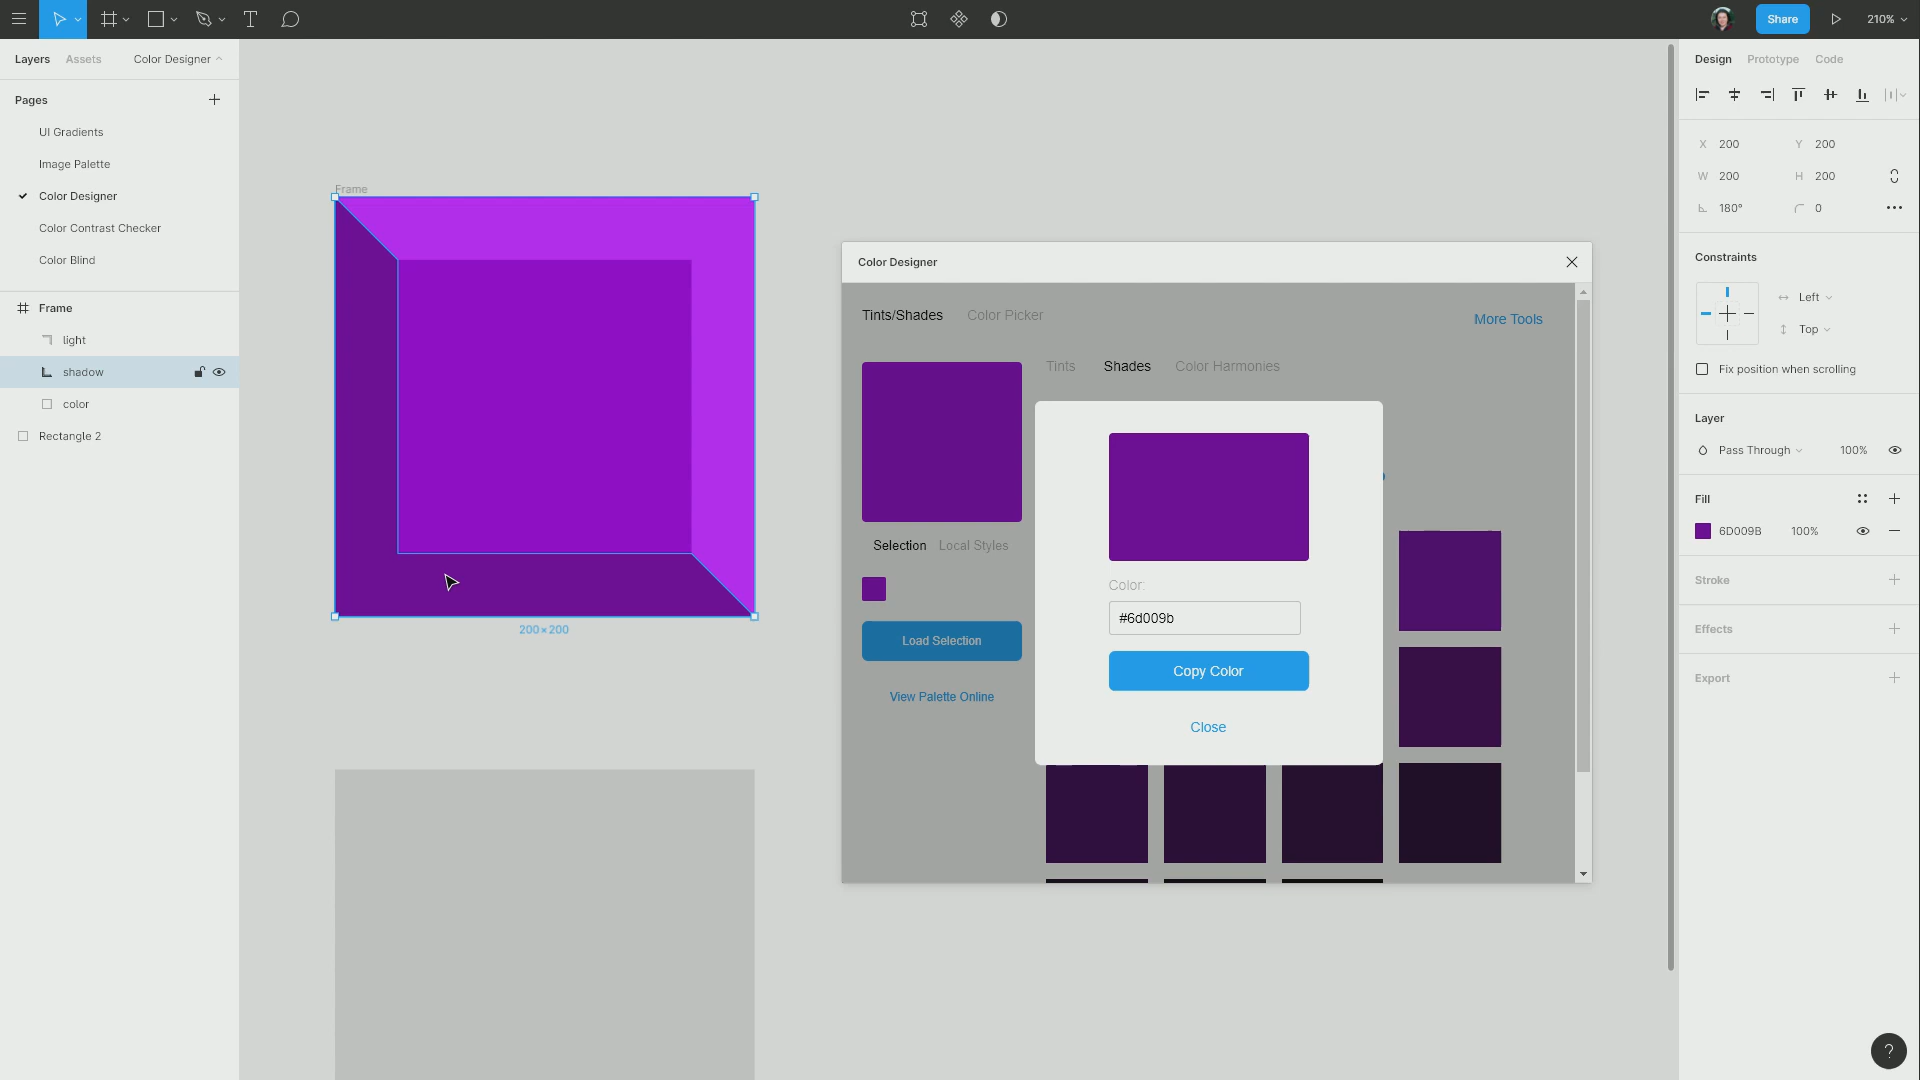 Share
210%
Layers
Assets
Color Designer
Pages
UI Gradients
Image Palette
Color Designer
Color Contrast Checker
Color Blind
Frame
light
shadow
color
Rectangle 2
Frame
200×200
Color Designer
Tints/Shades
Color Picker
More Tools
Tints
Shades
Color Harmonies
Selection
Local Styles
Load Selection
View Palette Online
Color:
#6d009b
Copy Color
Close
Design
Prototype
Code
X 200
Y 200
W 200
H 200
180°
0
Constraints
Left
Top
Fix position when scrolling
Layer
Pass Through
100%
Fill
6D009B
100%
Stroke
Effects
Export
?